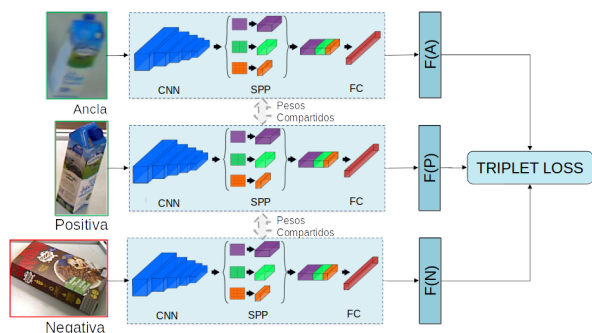 CNN
SPP
FC
F(A)
Ancla
Pesos
Compartidos
CNN
SPP
FC
F(P)
TRIPLET LOSS
Positiva
Pesos
Compartidos
CNN
SPP
FC
F(N)
Negativa